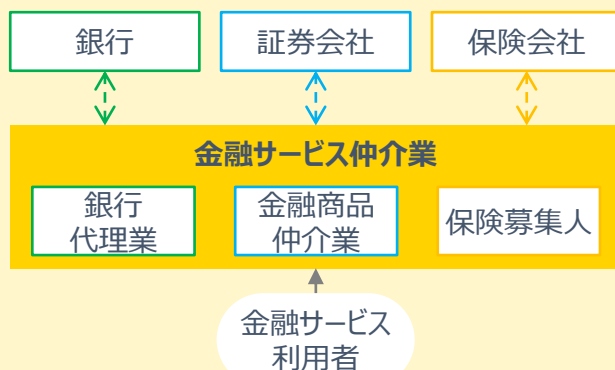 銀行
証券会社
保険会社
金融サービス仲介業
銀行
代理業
金融商品
仲介業
保険募集人
金融サービス
利用者